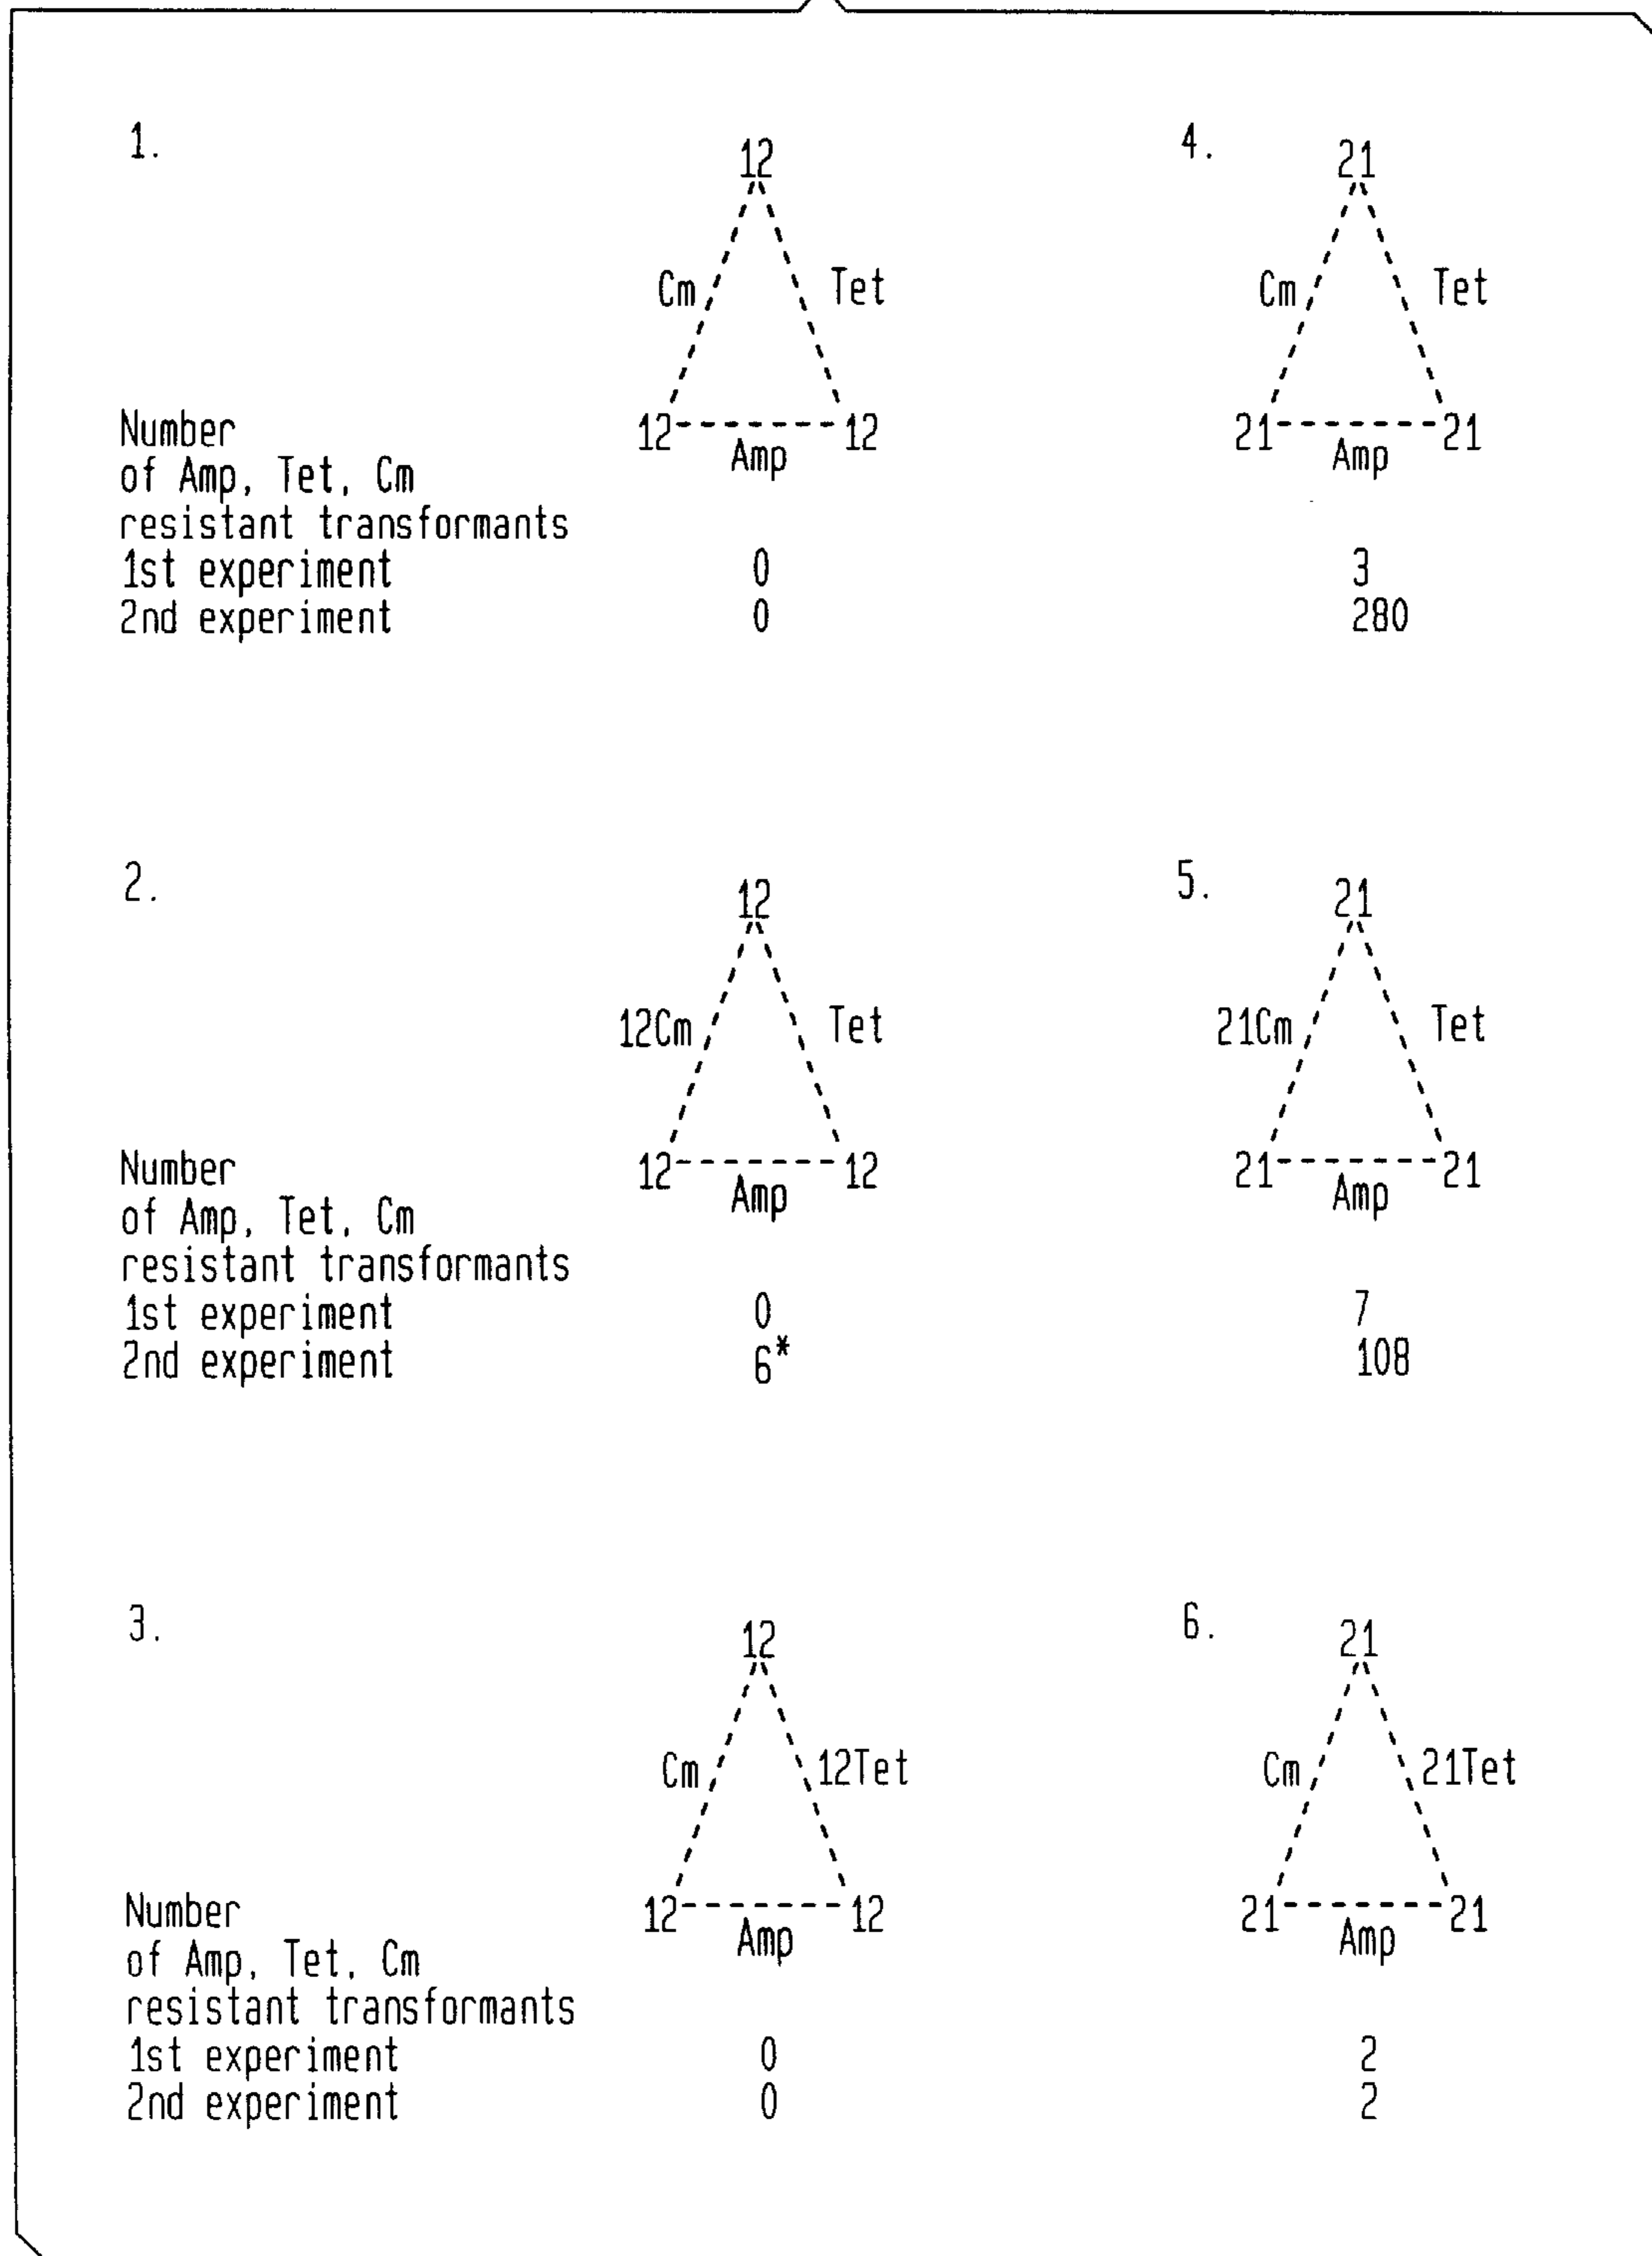 1.
12
Cm Tet
12 12
Amp
Number
of Amp, Tet, Cm
resistant transformants
1st experiment 0
2nd experiment 0
4.
21
Cm Tet
21 21
Amp
3
280
2.
12
12Cm Tet
12 12
Amp
Number
of Amp, Tet, Cm
resistant transformants
1st experiment 0
2nd experiment 6*
5.
21
21Cm Tet
21 21
Amp
7
108
3.
12
Cm 12Tet
12 12
Amp
Number
of Amp, Tet, Cm
resistant transformants
1st experiment 0
2nd experiment 0
6.
21
Cm 21Tet
21 21
Amp
2
2